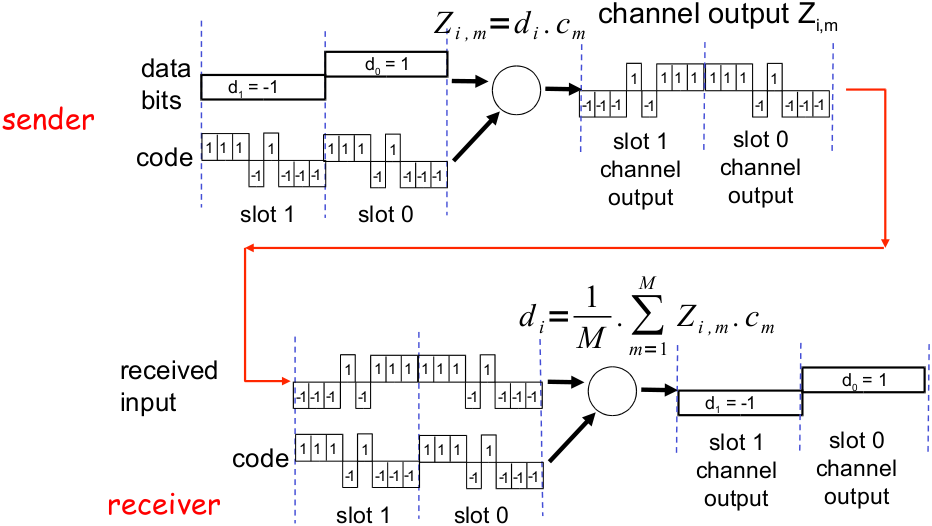 Z_{i,m}=d_i.c_m
channel output Z_{i,m}
data bits
d_1 = -1
d_0 = 1
sender
code
1 1 1 -1 1 -1 -1 -1
1 1 1 -1 1 -1 -1 -1
slot 1
slot 0
-1 -1 -1 1 -1 1 1 1
1 1 1 -1 1 -1 -1 -1
slot 1
channel
output
slot 0
channel
output
d_i = \frac{1}{M} . \sum_{m=1}^{M} Z_{i,m}.c_m
received
input
-1 -1 -1 1 -1 1 1 1
1 1 1 -1 1 -1 -1 -1
code
1 1 1 -1 1 -1 -1 -1
1 1 1 -1 1 -1 -1 -1
receiver
slot 1
slot 0
d_1 = -1
d_0 = 1
slot 1
channel
output
slot 0
channel
output